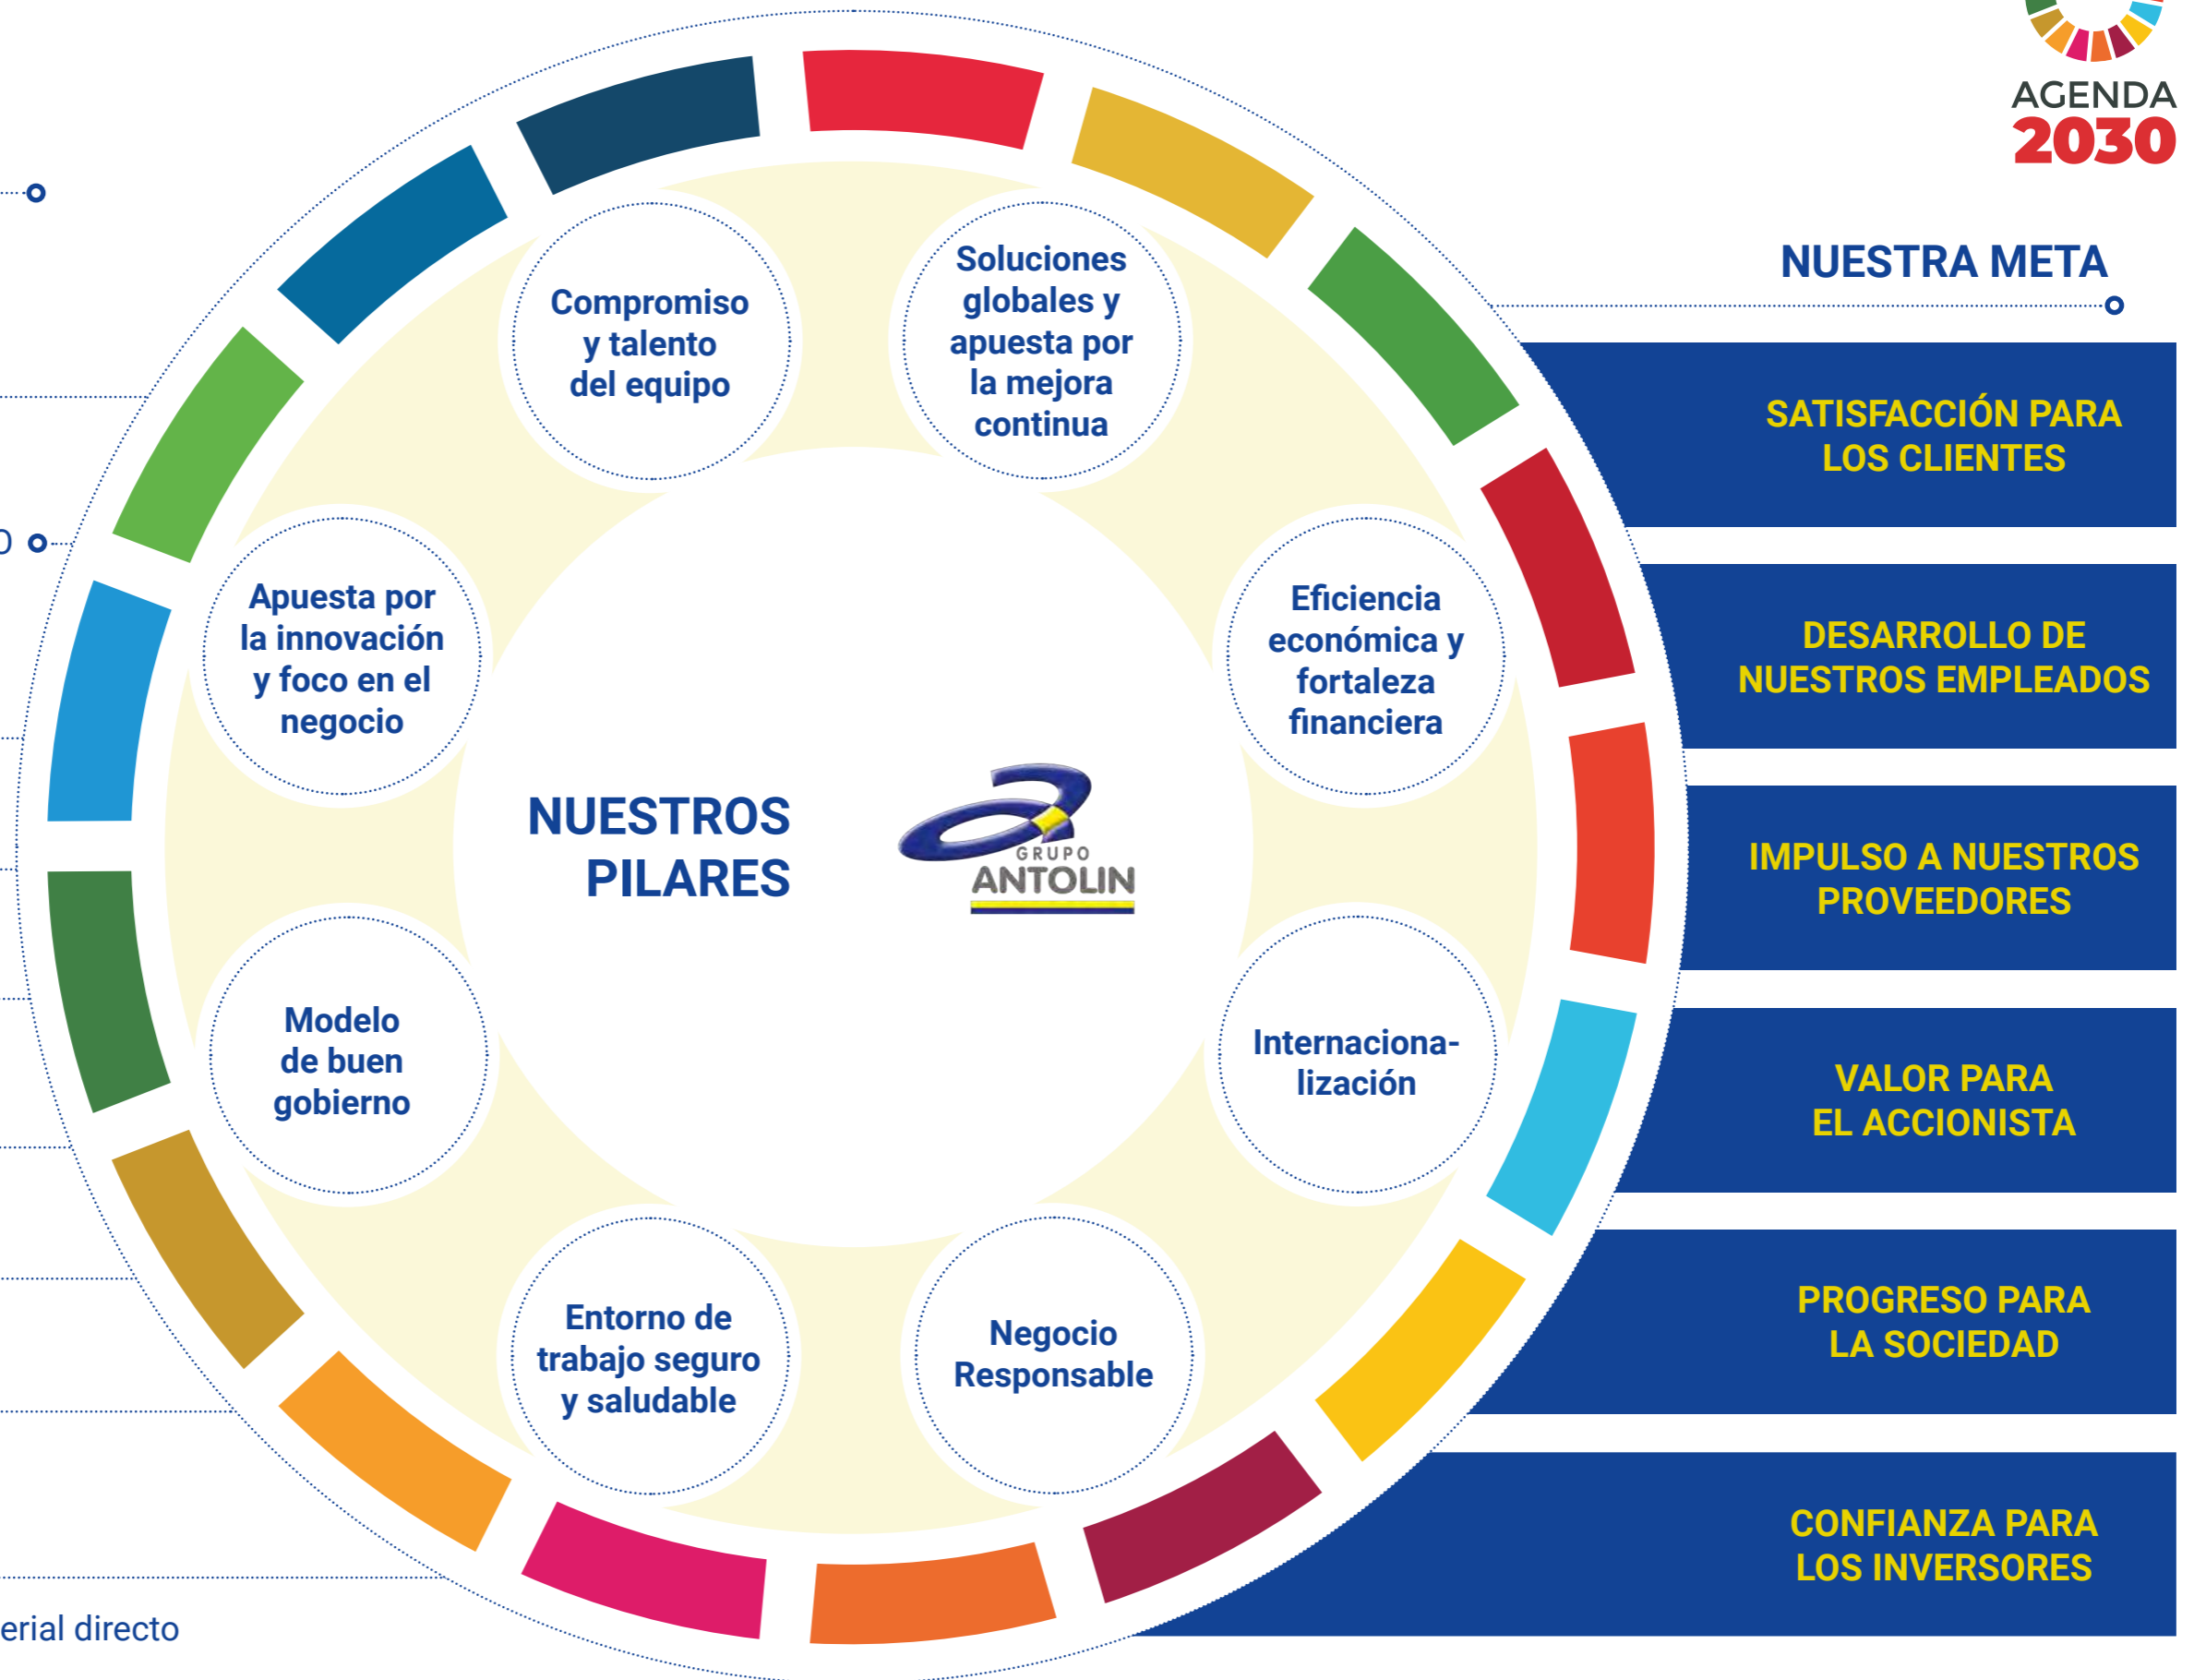 AGENDA
2030
NUESTRA META
SATISFACCIÓN PARA
LOS CLIENTES
DESARROLLO DE
NUESTROS EMPLEADOS
IMPULSO A NUESTROS
PROVEEDORES
VALOR PARA
EL ACCIONISTA
PROGRESO PARA
LA SOCIEDAD
CONFIANZA PARA
LOS INVERSORES
Compromiso
y talento
del equipo
Soluciones
globales y
apuesta por
la mejora
continua
Apuesta por
la innovación
y foco en el
negocio
Eficiencia
económica y
fortaleza
financiera
NUESTROS
PILARES
GRUPO
ANTOLIN
Modelo
de buen
gobierno
Internaciona-
lización
Entorno de
trabajo seguro
y saludable
Negocio
Responsable
erial directo